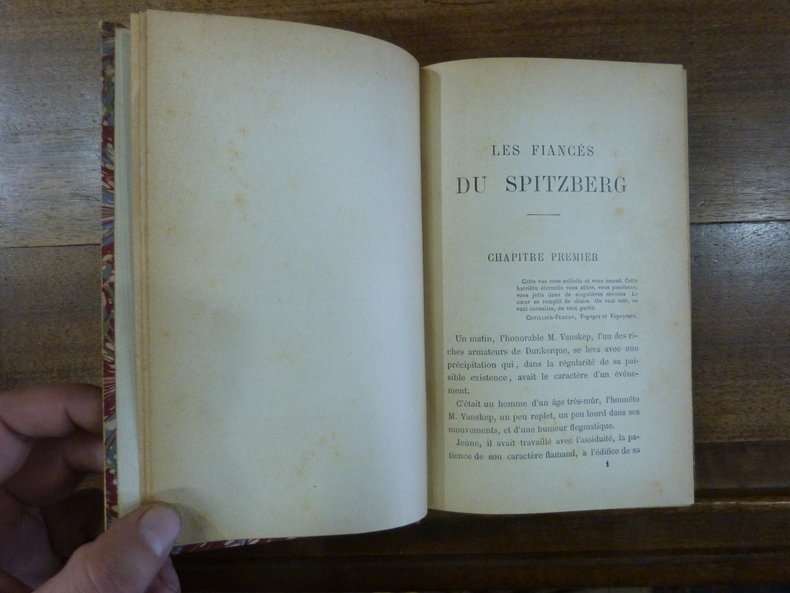 LES FIANCÉS
DU SPITZBERG
CHAPITRE PREMIER
Cette vue vous sollicite et vous émeut. Cette
barrière éternelle vous attire, vous passionne,
vous jette dans de singulières rêveries. Le
cœur se remplit de désirs. On veut voir, on
veut connaître, on veut partir.
CUVILLIER-FLEURY, Voyages et Voyageurs.
Un matin, l'honorable M. Vanskep, l'un des ri-
ches armateurs de Dunkerque, se leva avec une
précipitation qui, dans la régularité de sa pai-
sible existence, avait le caractère d'un événe-
ment.
C'était un homme d'un âge très-mûr, l'honnête
M. Vanskep, un peu replet, un peu lourd dans ses
mouvements, et d'une humeur flegmatique.
Jeune, il avait travaillé avec l'assiduité, la pa-
tience de son caractère flamand, à l'édifice de sa
1